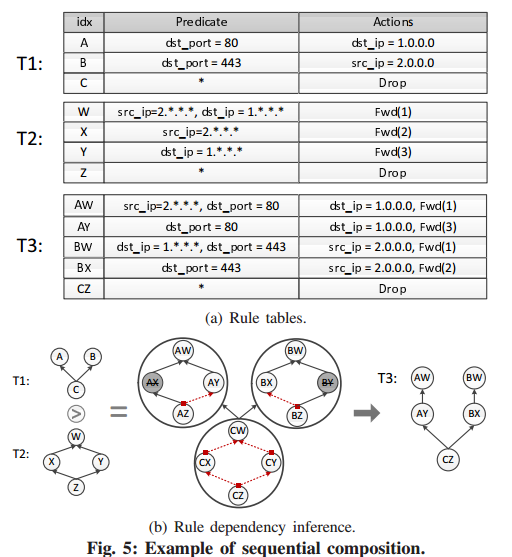 idx Predicate Actions
T1:
A dst_port = 80 dst_ip = 1.0.0.0
B dst_port = 443 src_ip = 2.0.0.0
C * Drop
T2:
W src_ip=2.*.*.*, dst_ip = 1.*.*.* Fwd(1)
X src_ip=2.*.*.* Fwd(2)
Y dst_ip = 1.*.*.* Fwd(3)
Z * Drop
T3:
AW src_ip=2.*.*.*, dst_port = 80 dst_ip = 1.0.0.0, Fwd(1)
AY dst_port = 80 dst_ip = 1.0.0.0, Fwd(3)
BW dst_ip = 1.*.*.*, dst_port = 443 src_ip = 2.0.0.0, Fwd(1)
BX dst_port = 443 src_ip = 2.0.0.0, Fwd(2)
CZ * Drop
(a) Rule tables.
T1:
A B
C
>
T2:
W
X Y
Z
=
AW
AX AY
AZ
BW
BX BY
BZ
CW
CX CY
CZ
T3:
AW BW
AY BX
CZ
(b) Rule dependency inference.
Fig. 5: Example of sequential composition.